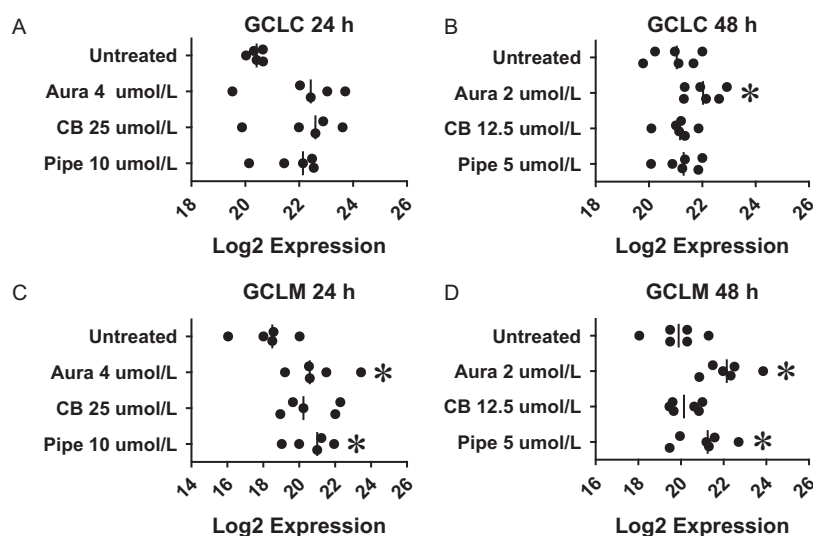 A
GCLC 24 h
Untreated
Aura 4 umol/L
CB 25 umol/L
Pipe 10 umol/L
18 20 22 24 26
Log2 Expression
B
GCLC 48 h
Untreated
Aura 2 umol/L
*
CB 12.5 umol/L
Pipe 5 umol/L
18 20 22 24 26
Log2 Expression
C
GCLM 24 h
Untreated
Aura 4 umol/L
*
CB 25 umol/L
Pipe 10 umol/L
*
14 16 18 20 22 24 26
Log2 Expression
D
GCLM 48 h
Untreated
Aura 2 umol/L
*
CB 12.5 umol/L
Pipe 5 umol/L
*
16 18 20 22 24 26
Log2 Expression